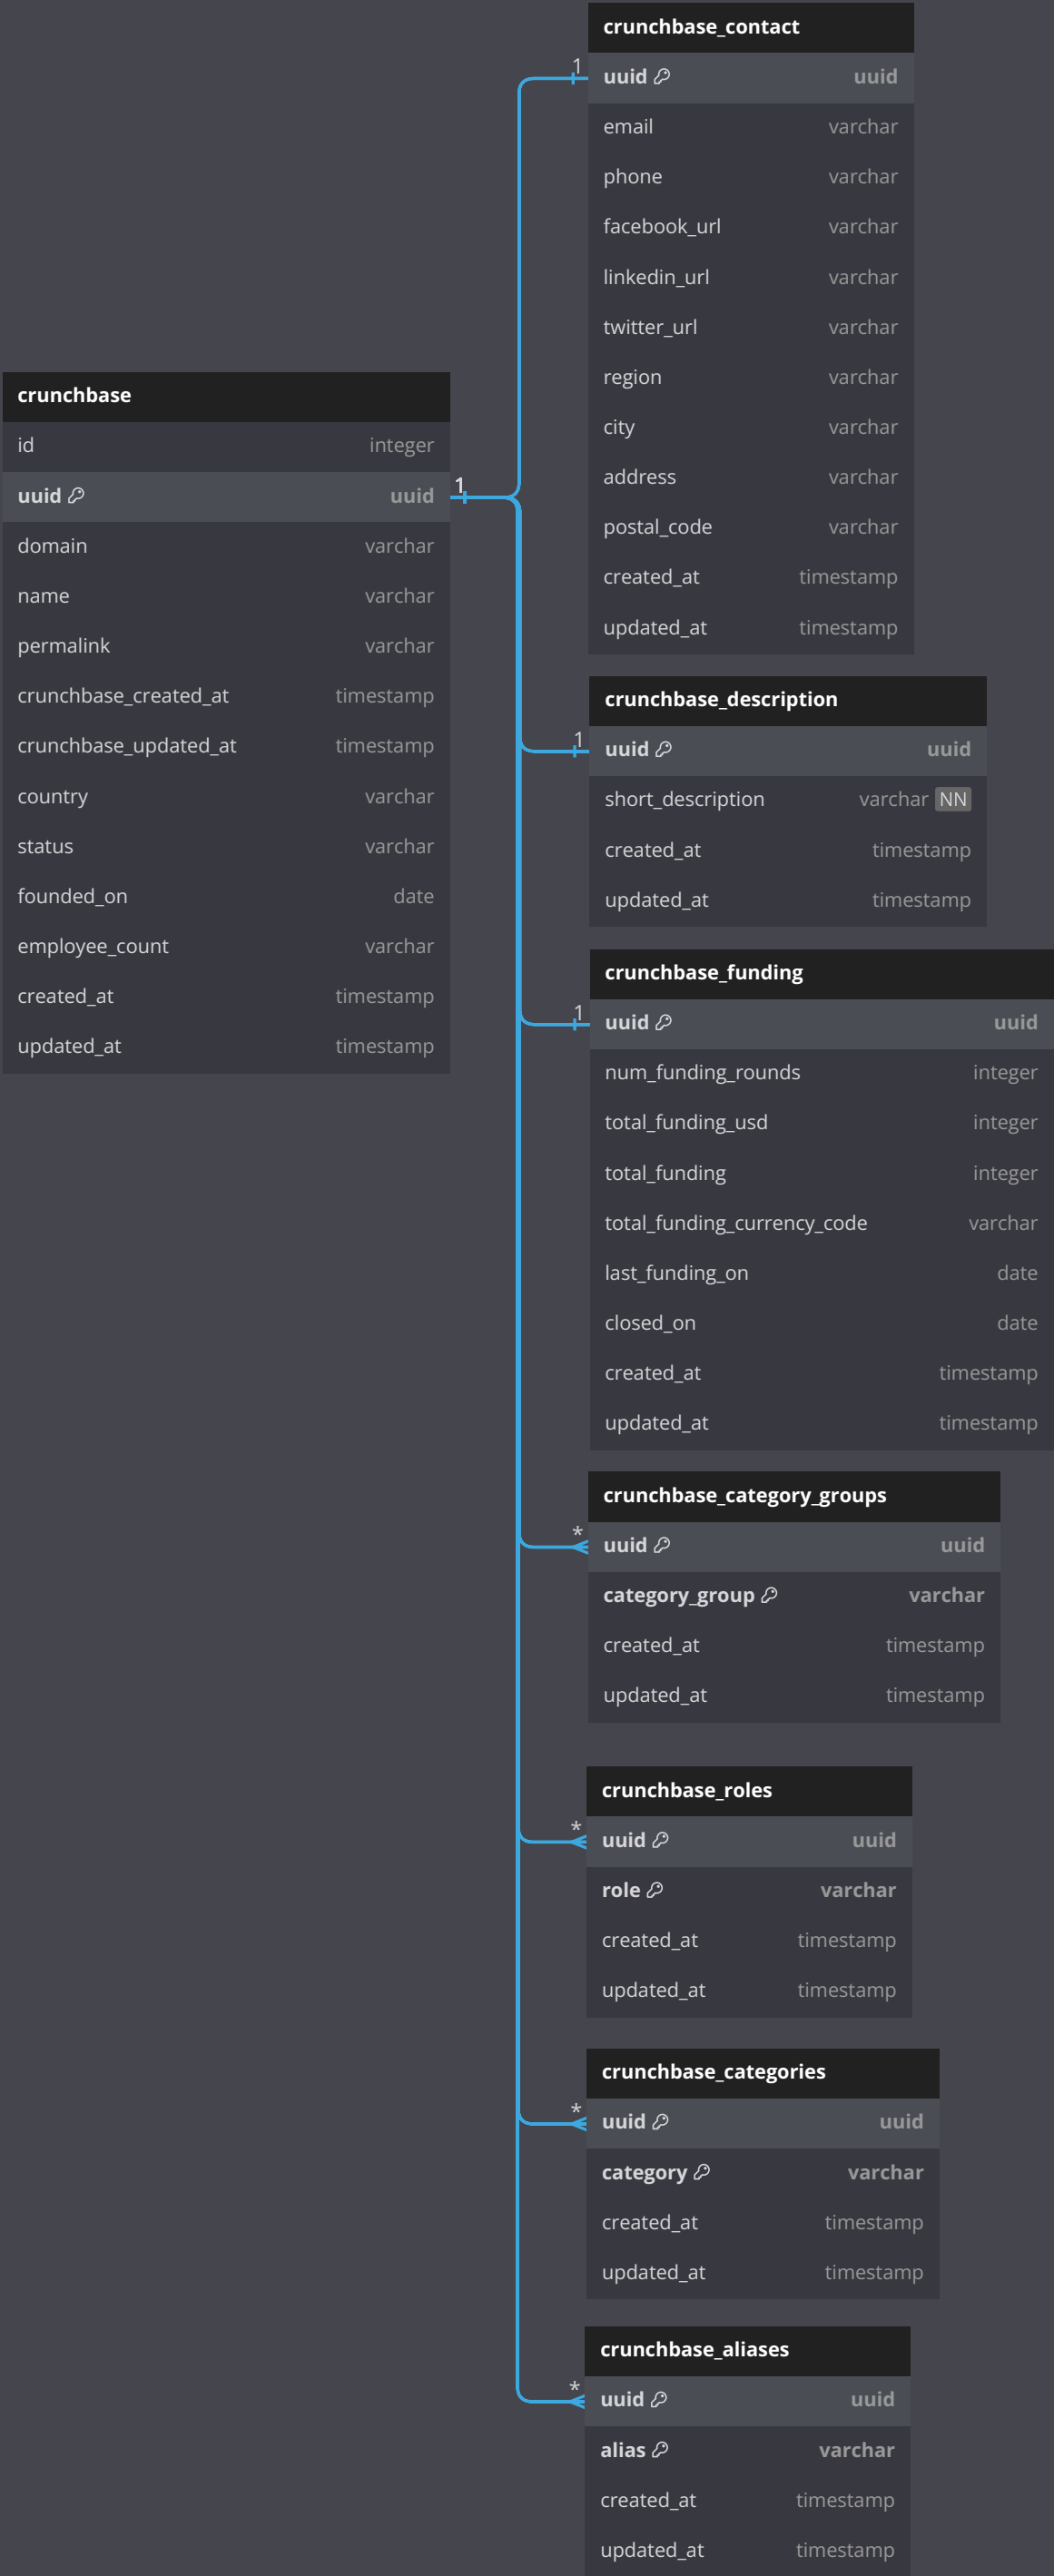 crunchbase
id integer
uuid uuid
domain varchar
name varchar
permalink varchar
crunchbase_created_at timestamp
crunchbase_updated_at timestamp
country varchar
status varchar
founded_on date
employee_count varchar
created_at timestamp
updated_at timestamp
1
1
crunchbase_contact
uuid uuid
email varchar
phone varchar
facebook_url varchar
linkedin_url varchar
twitter_url varchar
region varchar
city varchar
address varchar
postal_code varchar
created_at timestamp
updated_at timestamp
1
crunchbase_description
uuid uuid
short_description varchar NN
created_at timestamp
updated_at timestamp
1
crunchbase_funding
uuid uuid
num_funding_rounds integer
total_funding_usd integer
total_funding integer
total_funding_currency_code varchar
last_funding_on date
closed_on date
created_at timestamp
updated_at timestamp
*
crunchbase_category_groups
uuid uuid
category_group varchar
created_at timestamp
updated_at timestamp
*
crunchbase_roles
uuid uuid
role varchar
created_at timestamp
updated_at timestamp
*
crunchbase_categories
uuid uuid
category varchar
created_at timestamp
updated_at timestamp
*
crunchbase_aliases
uuid uuid
alias varchar
created_at timestamp
updated_at timestamp